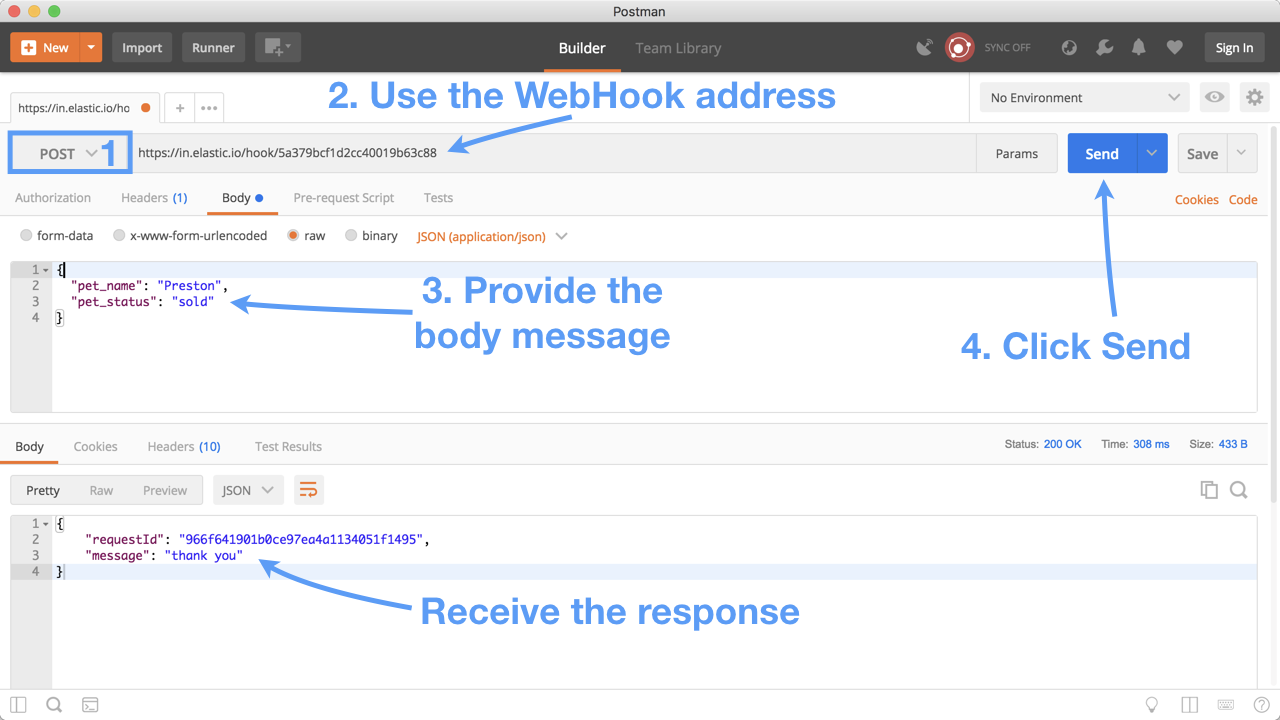 Postman
New
Import
Runner
Builder
Team Library
SYNC OFF
Sign In
https://in.elastic.io/ho
2. Use the WebHook address
No Environment
POST
1
https://in.elastic.io/hook/5a379bcf1d2cc40019b63c88
Params
Send
Save
Authorization
Headers (1)
Body
Pre-request Script
Tests
Cookies
Code
form-data
x-www-form-urlencoded
raw
binary
JSON (application/json)
1 {
2 "pet_name": "Preston",
3 "pet_status": "sold"
4 }
3. Provide the
body message
4. Click Send
Body
Cookies
Headers (10)
Test Results
Status: 200 OK
Time: 308 ms
Size: 433 B
Pretty
Raw
Preview
JSON
1 {
2 "requestId": "966f641901b0ce97ea4a1134051f1495",
3 "message": "thank you"
4 }
Receive the response